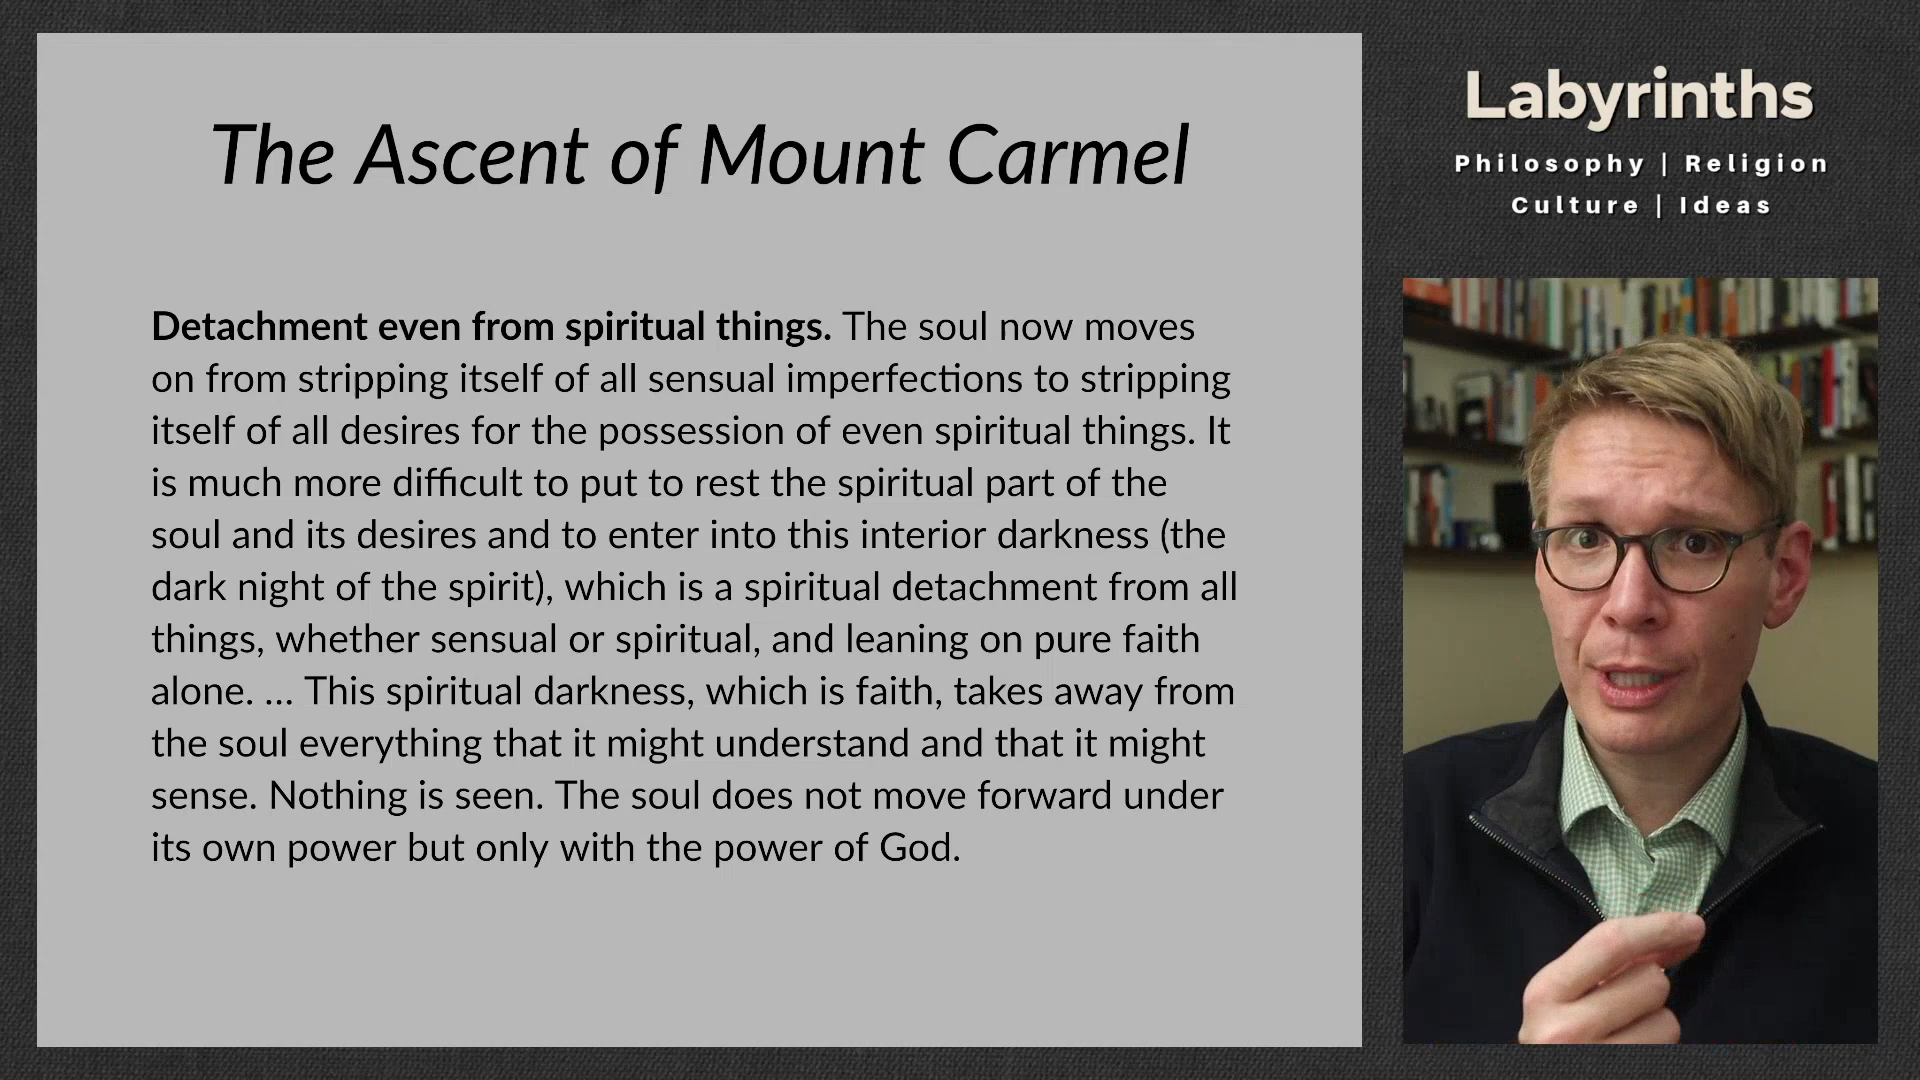 The Ascent of Mount Carmel
Detachment even from spiritual things. The soul now moves
on from stripping itself of all sensual imperfections to stripping
itself of all desires for the possession of even spiritual things. It
is much more difficult to put to rest the spiritual part of the
soul and its desires and to enter into this interior darkness (the
dark night of the spirit), which is a spiritual detachment from all
things, whether sensual or spiritual, and leaning on pure faith
alone. ... This spiritual darkness, which is faith, takes away from
the soul everything that it might understand and that it might
sense. Nothing is seen. The soul does not move forward under
its own power but only with the power of God.
Labyrinths
Philosophy | Religion
Culture | Ideas